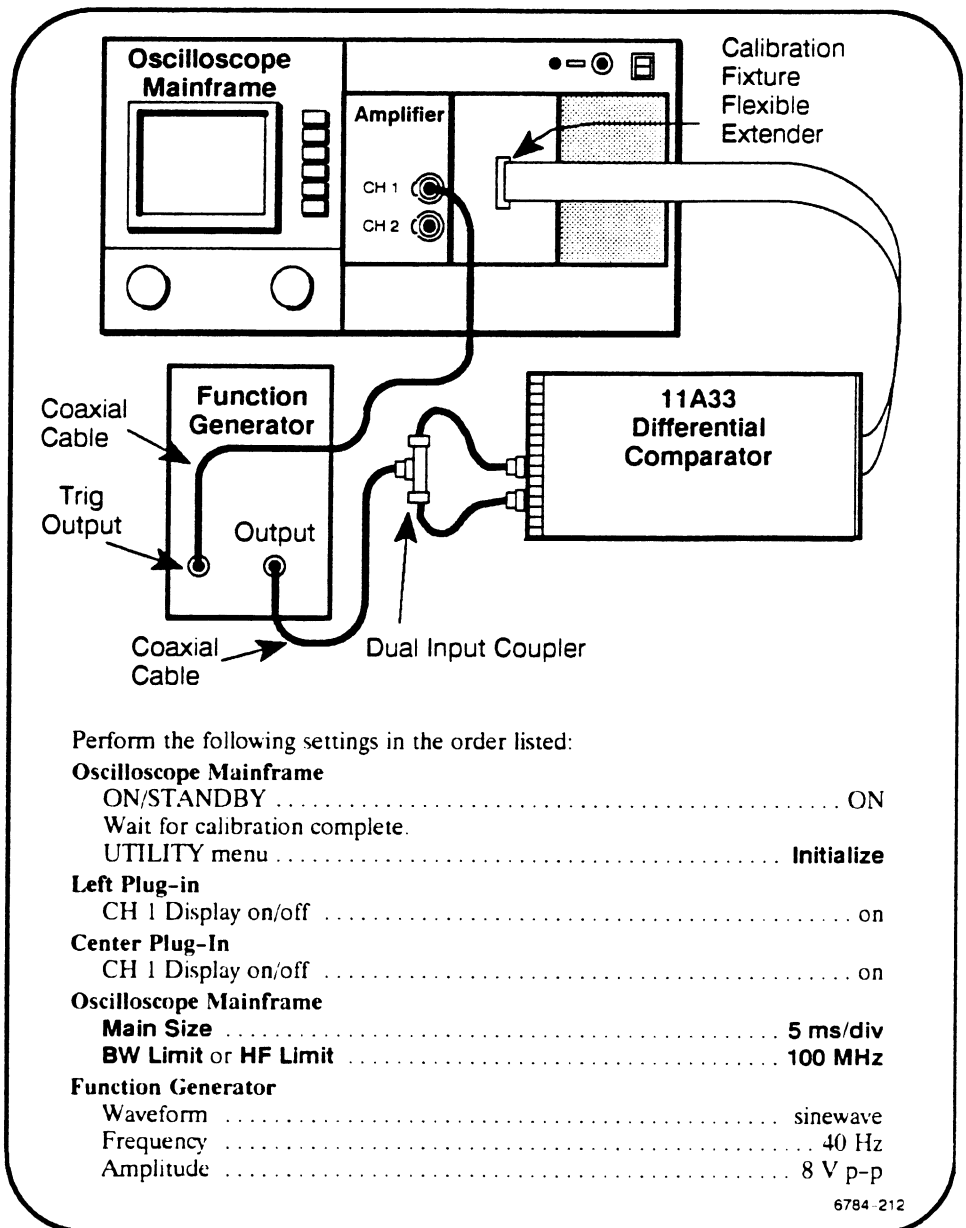 Oscilloscope
Mainframe
Calibration
Fixture
Flexible
Extender
Amplifier
CH 1
CH 2
Function
Generator
Coaxial
Cable
Trig
Output
Output
11A33
Differential
Comparator
Coaxial
Cable
Dual Input Coupler
Perform the following settings in the order listed:
Oscilloscope Mainframe
ON/STANDBY ........................................ ON
Wait for calibration complete.
UTILITY menu .................................... Initialize
Left Plug-in
CH 1 Display on/off ........................................ on
Center Plug-In
CH 1 Display on/off ........................................ on
Oscilloscope Mainframe
Main Size ........................................ 5 ms/div
BW Limit or HF Limit ................................ 100 MHz
Function Generator
Waveform ........................................ sinewave
Frequency ........................................ 40 Hz
Amplitude ........................................ 8 V p-p
6784-212